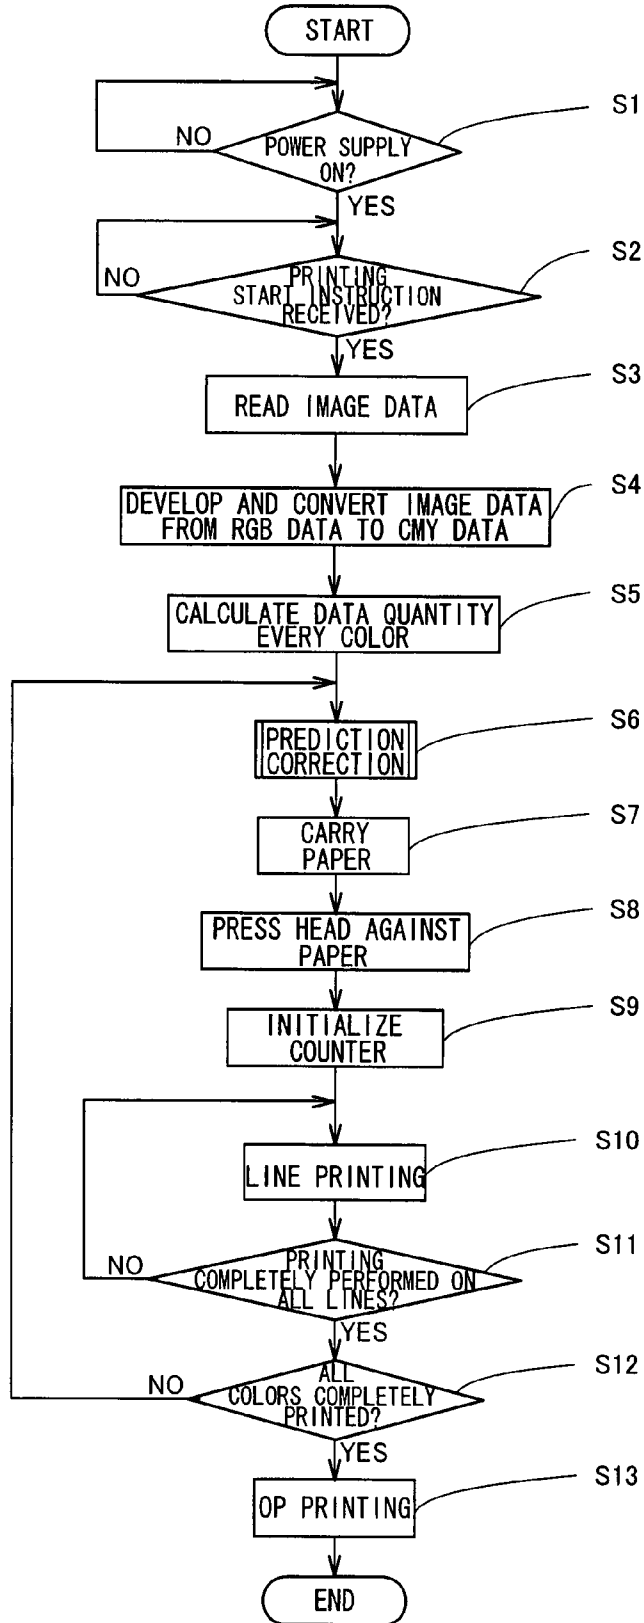 START
S1
NO
POWER SUPPLY
ON?
YES
S2
NO
PRINTING
START INSTRUCTION
RECEIVED?
YES
S3
READ IMAGE DATA
S4
DEVELOP AND CONVERT IMAGE DATA
FROM RGB DATA TO CMY DATA
S5
CALCULATE DATA QUANTITY
EVERY COLOR
S6
PREDICTION
CORRECTION
S7
CARRY
PAPER
S8
PRESS HEAD AGAINST
PAPER
S9
INITIALIZE
COUNTER
S10
LINE PRINTING
S11
NO
PRINTING
COMPLETELY PERFORMED ON
ALL LINES?
YES
S12
NO
ALL
COLORS COMPLETELY
PRINTED?
YES
S13
OP PRINTING
END